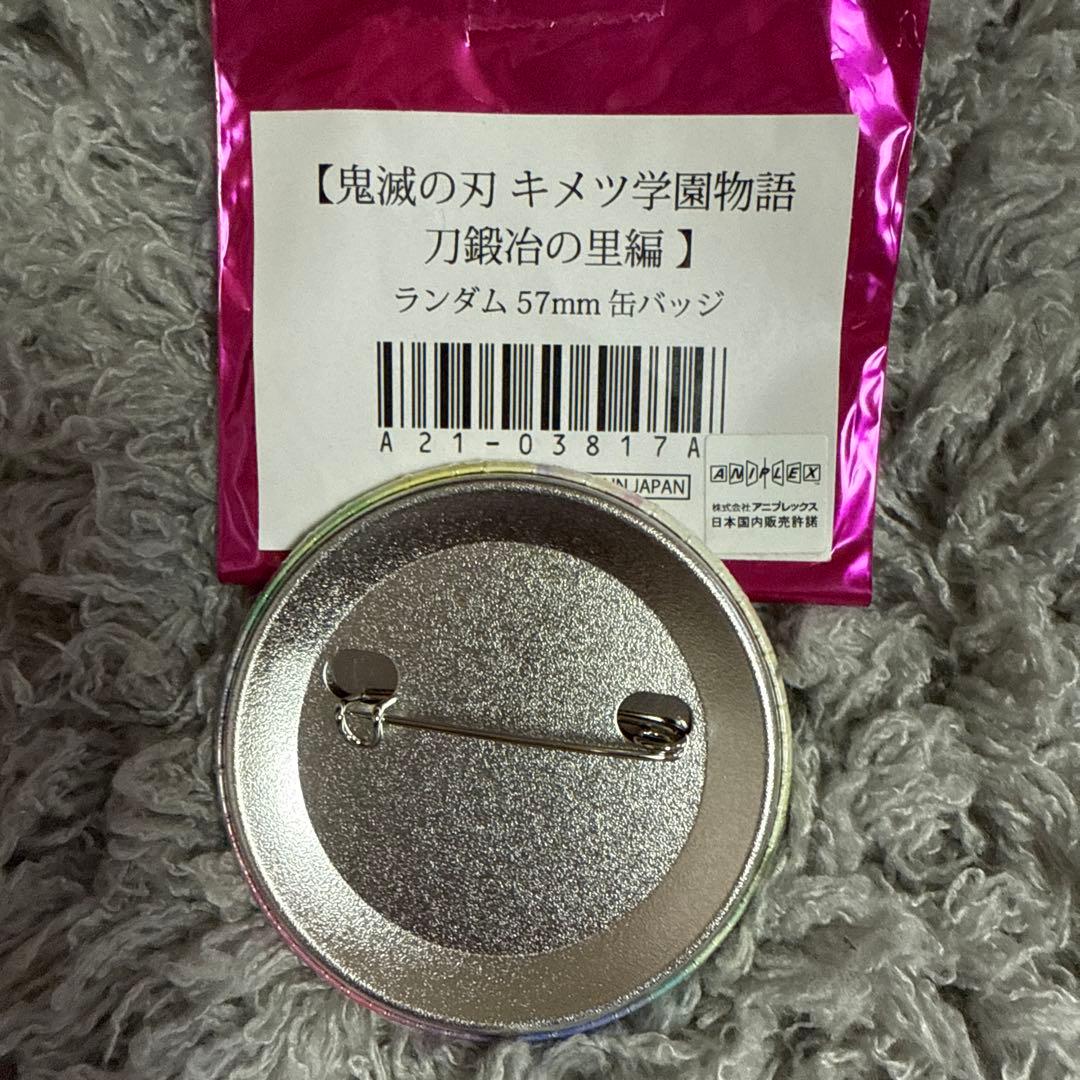 【鬼滅の刃 キメツ学園物語
刀鍛冶の里編 】
ランダム 57mm 缶バッジ
A21-03817A
IN JAPAN
ANIPLEX
株式会社 アニプレックス
日本国内販売許諾